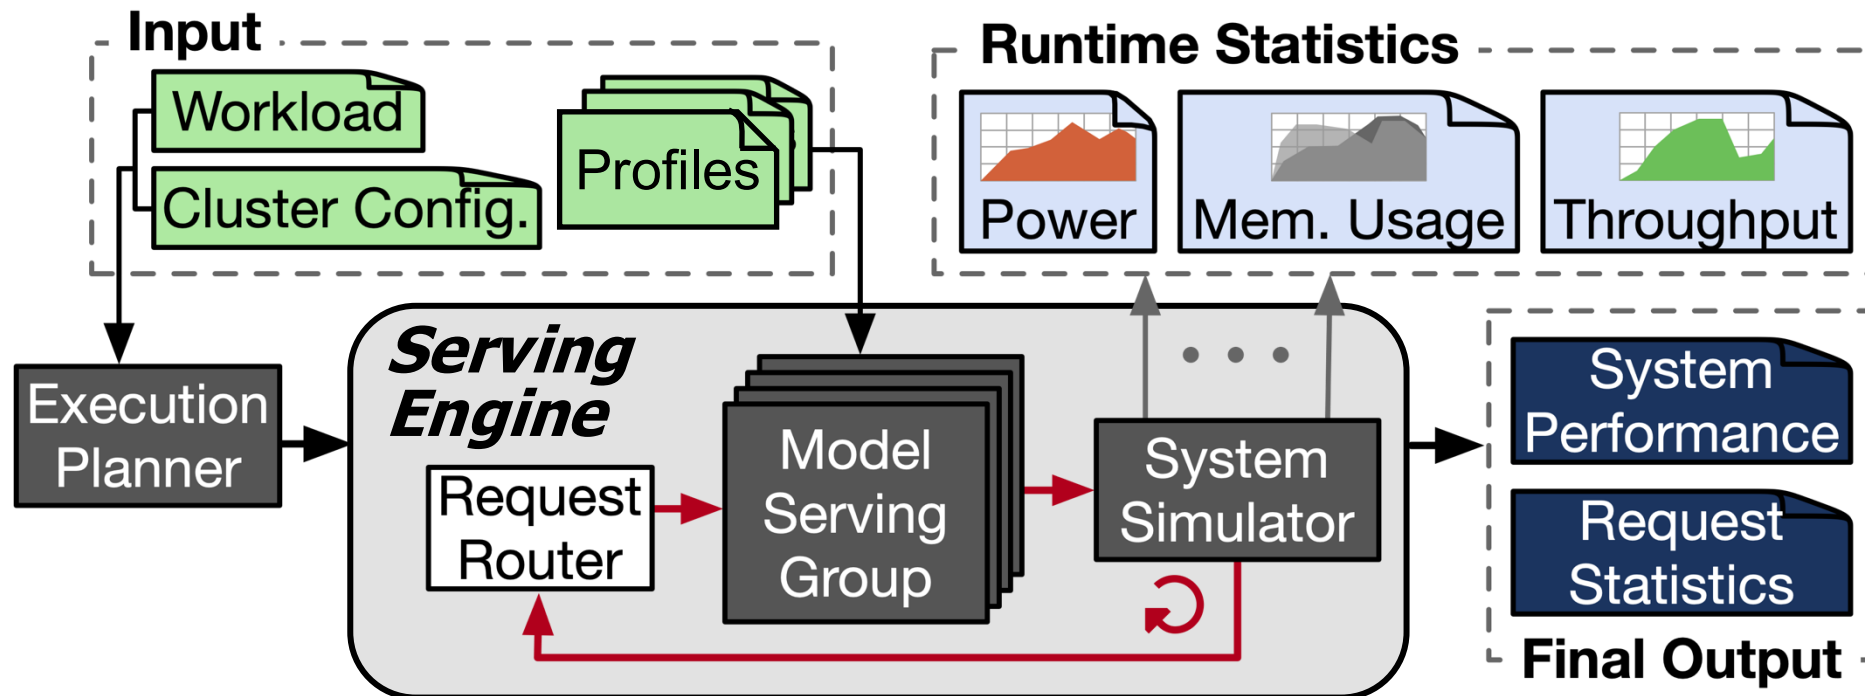 Input
Workload
Cluster Config.
Profiles
Runtime Statistics
Power
Mem. Usage
Throughput
Execution
Planner
Serving
Engine
Request
Router
Model
Serving
Group
System
Simulator
System
Performance
Request
Statistics
Final Output